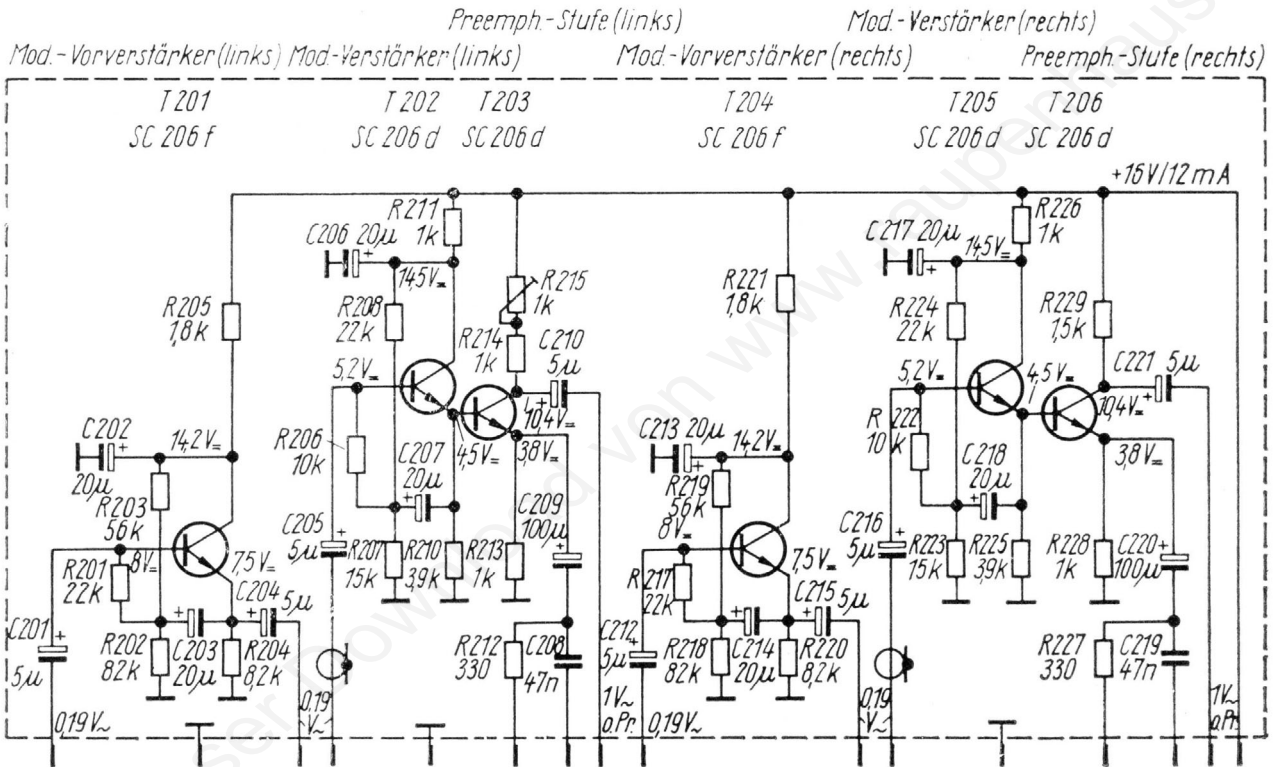 Preemph.-Stufe (links)
Mod.-Verstärker (rechts)
Mod.-Vorverstärker (links)
Mod.-Verstärker (links)
Mod.-Vorverstärker (rechts)
Preemph.-Stufe (rechts)
T201
SC 206 f
T202
SC 206 d
T203
SC 206 d
T204
SC 206 f
T205
SC 206 d
T206
SC 206 d
R205
1,8k
C202
20µ
14,2V=
R203
56k
8V=
7,5V=
R201
22k
C201
5µ
R202
82k
C203
20µ
R204
8,2k
C204
5µ
0,19V~
0,19
V~
R211
1k
C206 20µ
14,5V=
R208
22k
5,2V=
R206
10k
C207
20µ
4,5V=
C205
5µ
R207
15k
R210
3,9k
R215
1k
R214
1k
C210
5µ
10,4V=
3,8V=
C209
100µ
R213
1k
R212
330
C208
47n
1V~
o.Pr.
R221
1,8k
C213 20µ
14,2V=
R219
56k
8V=
7,5V=
R217
22k
C212
5µ
R218
82k
C214
20µ
R220
8,2k
C215
5µ
0,19V~
0,19
V~
+16V/12mA
R226
1k
C217 20µ
14,5V=
R224
22k
5,2V=
R222
10k
C218
20µ
4,5V=
C216
5µ
R223
15k
R225
3,9k
R229
1,5k
C221
5µ
10,4V=
3,8V=
R228
1k
C220
100µ
R227
330
C219
47n
1V~
o.Pr.
ser Download von www.saupenhaus